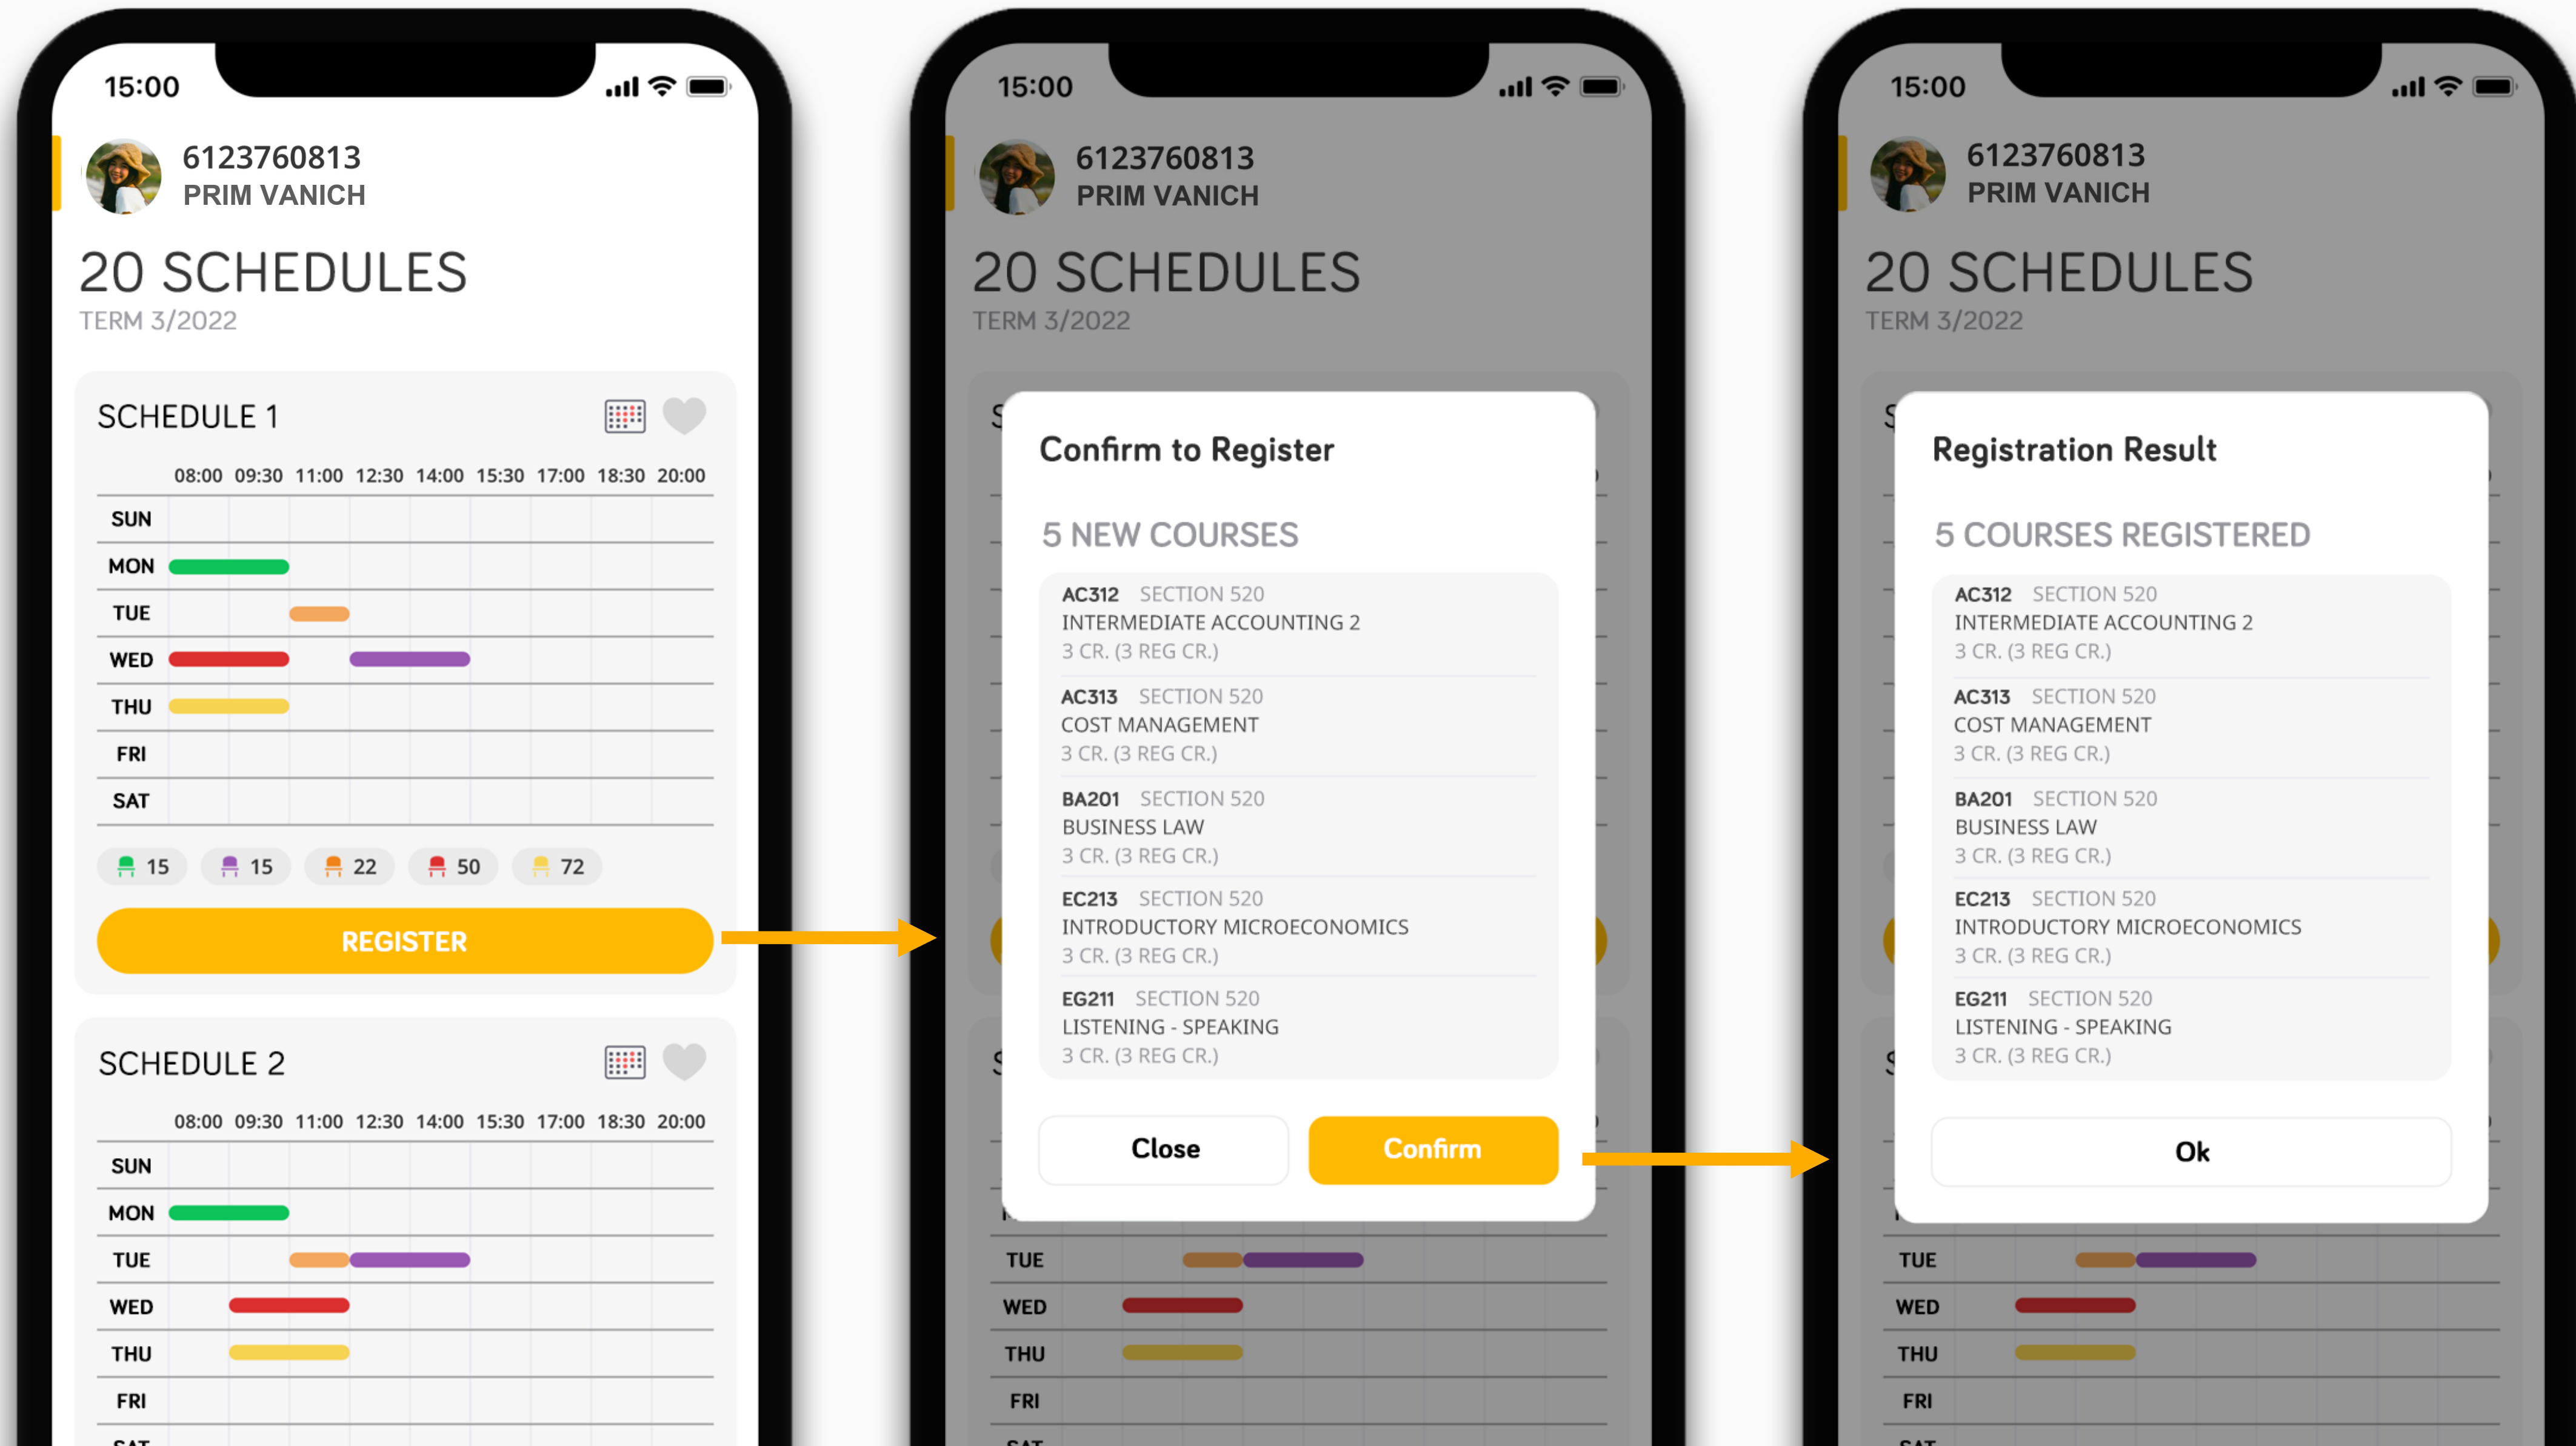 15:00
6123760813
PRIM VANICH
20 SCHEDULES
TERM 3/2022
SCHEDULE 1
08:00 09:30 11:00 12:30 14:00 15:30 17:00 18:30 20:00
SUN
MON
TUE
WED
THU
FRI
SAT
15 15 22 50 72
REGISTER
SCHEDULE 2
08:00 09:30 11:00 12:30 14:00 15:30 17:00 18:30 20:00
SUN
MON
TUE
WED
THU
FRI
SAT
15:00
6123760813
PRIM VANICH
20 SCHEDULES
TERM 3/2022
Confirm to Register
5 NEW COURSES
AC312 SECTION 520
INTERMEDIATE ACCOUNTING 2
3 CR. (3 REG CR.)
AC313 SECTION 520
COST MANAGEMENT
3 CR. (3 REG CR.)
BA201 SECTION 520
BUSINESS LAW
3 CR. (3 REG CR.)
EC213 SECTION 520
INTRODUCTORY MICROECONOMICS
3 CR. (3 REG CR.)
EG211 SECTION 520
LISTENING - SPEAKING
3 CR. (3 REG CR.)
Close Confirm
TUE
WED
THU
FRI
SAT
15:00
6123760813
PRIM VANICH
20 SCHEDULES
TERM 3/2022
Registration Result
5 COURSES REGISTERED
AC312 SECTION 520
INTERMEDIATE ACCOUNTING 2
3 CR. (3 REG CR.)
AC313 SECTION 520
COST MANAGEMENT
3 CR. (3 REG CR.)
BA201 SECTION 520
BUSINESS LAW
3 CR. (3 REG CR.)
EC213 SECTION 520
INTRODUCTORY MICROECONOMICS
3 CR. (3 REG CR.)
EG211 SECTION 520
LISTENING - SPEAKING
3 CR. (3 REG CR.)
Ok
TUE
WED
THU
FRI
SAT